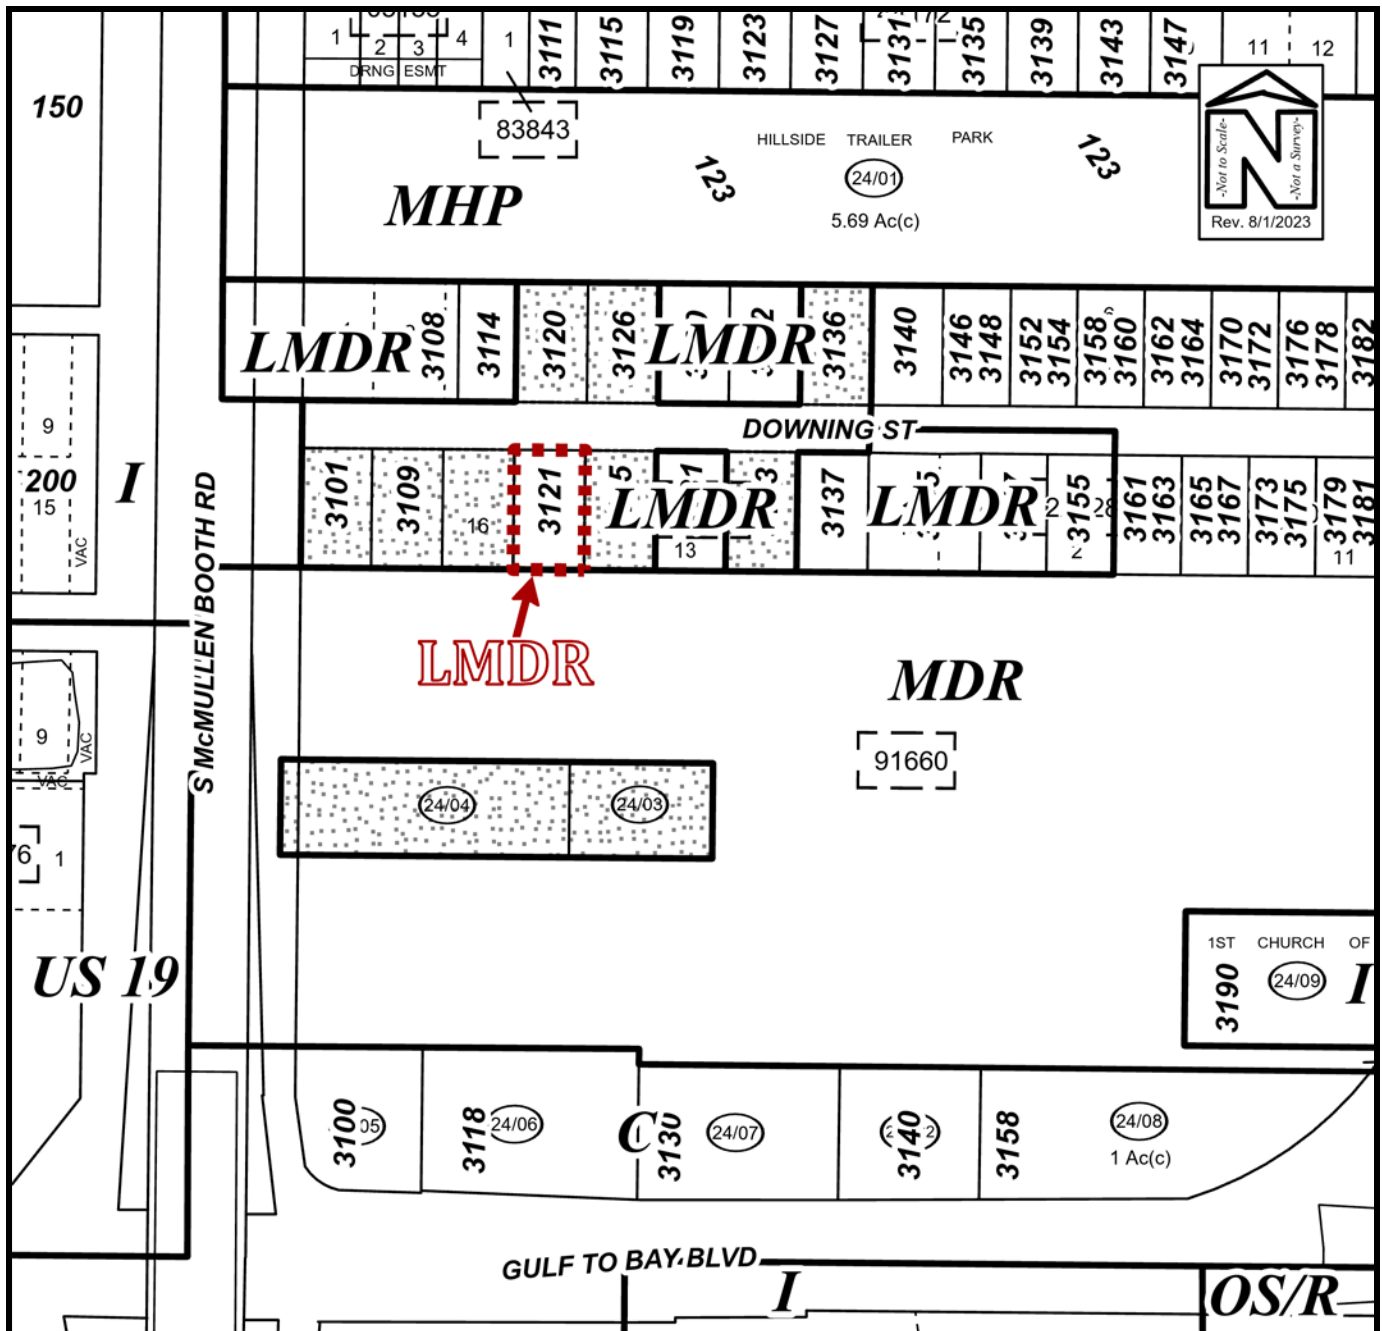 1 2 3 4 1 3111 3115 3119 3123 3127 3131 3135 3139 3143 3147 11 12
DRNG ESMT
150
83843
HILLSIDE TRAILER PARK
123
123
24/01
5.69 Ac(c)
MHP
-Not to Scale-
N
-Not a Survey-
Rev. 8/1/2023
LMDR
3108 3114 3120 3126
LMDR
3136 3140 3146 3148 3152 3154 3158 3160 3162 3164 3170 3172 3176 3178 3182
DOWNING ST
9
200
15
VAC
I
S McMULLEN BOOTH RD
3101 3109 16 3121
LMDR
13
3137
LMDR
3155
2
3161 3163 3165 3167 3173 3175 3179 3181
11
LMDR
MDR
91660
9
VAC
VAC
24/04
24/03
76
1
US 19
1ST CHURCH OF
3190
24/09
I
3100
05
3118
24/06
C
3130
24/07
3140
3158
24/08
1 Ac(c)
GULF TO BAY BLVD
I
OS/R